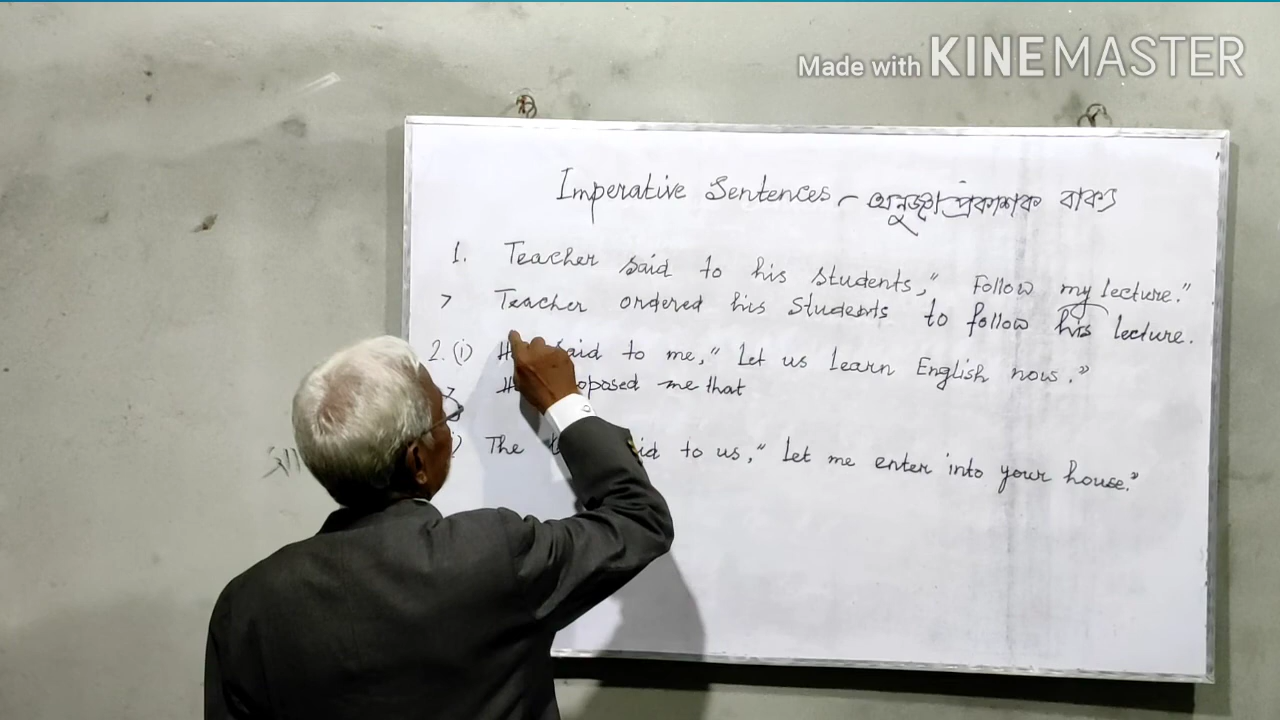 Made with KINEMASTER
Imperative Sentences - অনুজ্ঞা প্রকাশক বাক্য
1. Teacher said to his students, " Follow my lecture."
> Teacher ordered his students to follow his lecture.
2. (i) said to me, " Let us learn English now."
me that
The to us, " Let me enter into your house."